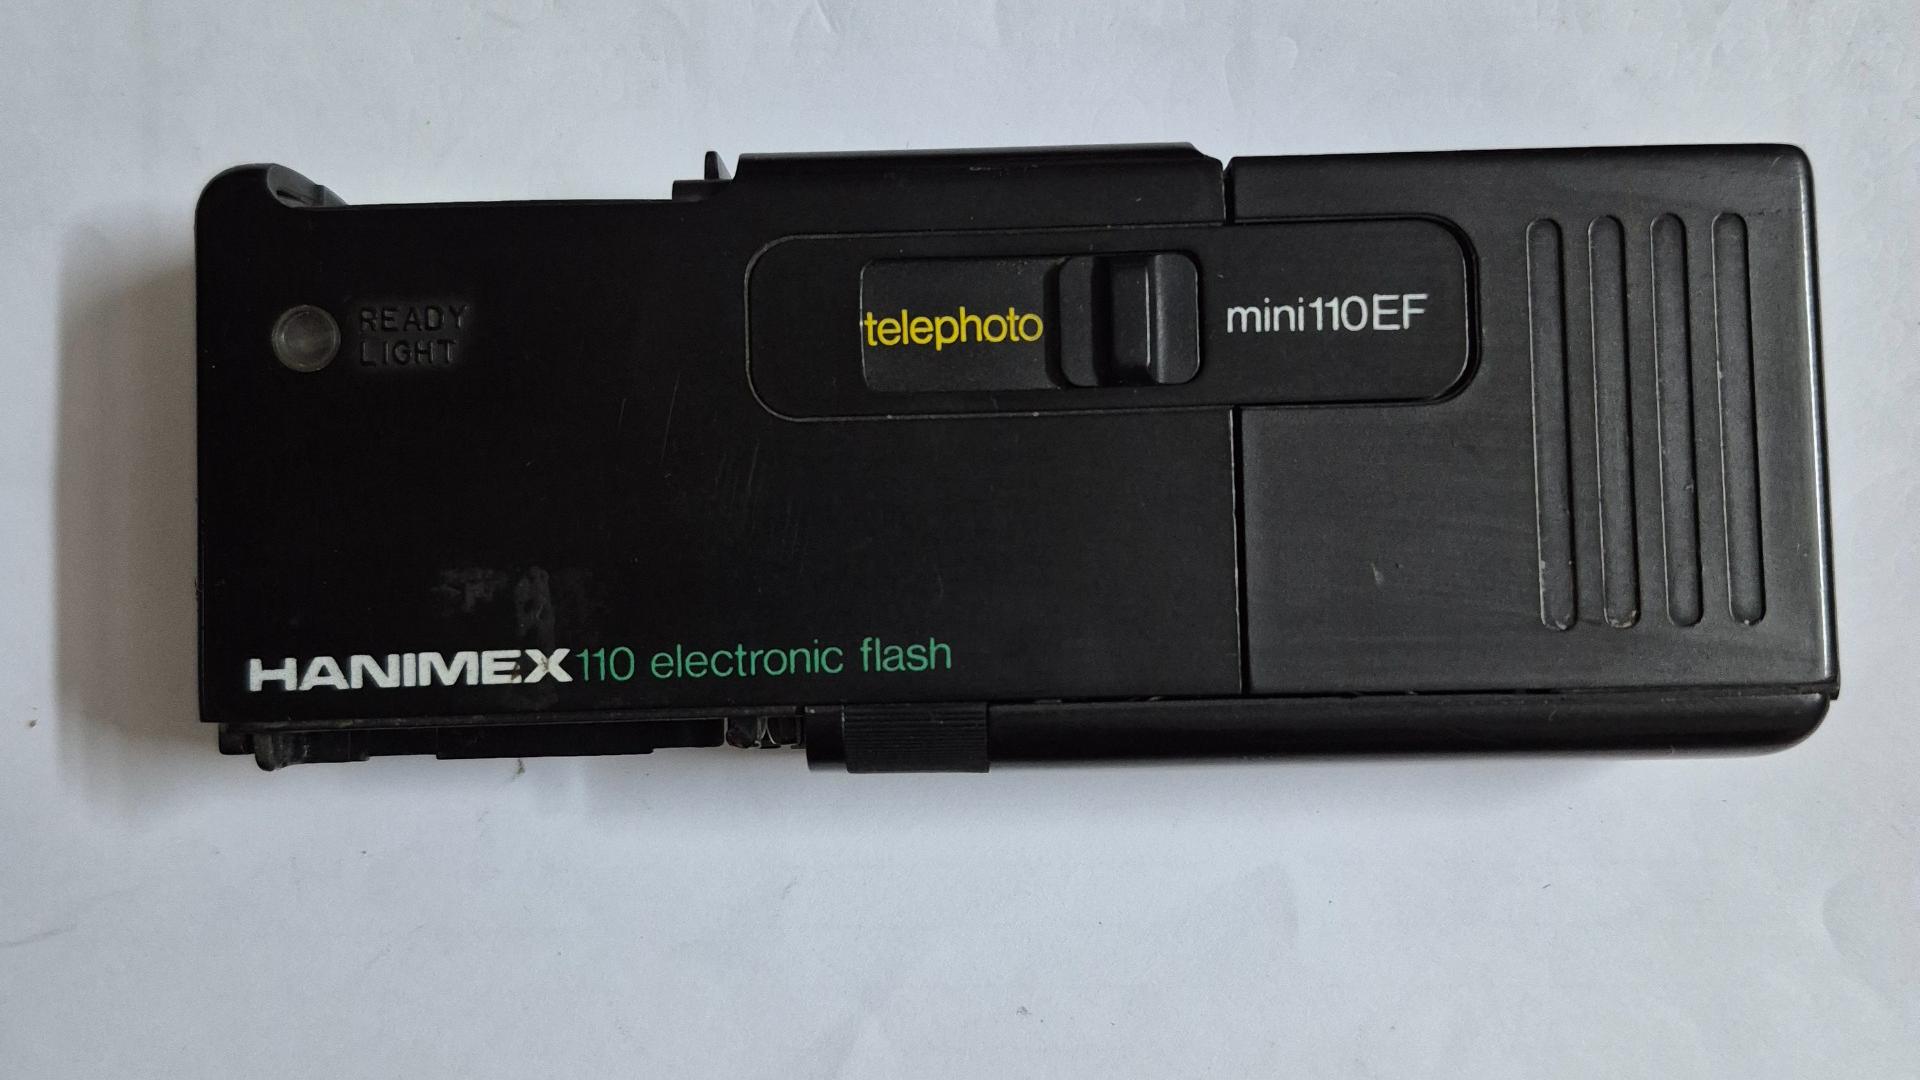 READY
LIGHT
telephoto
mini110EF
HANIMEX110 electronic flash